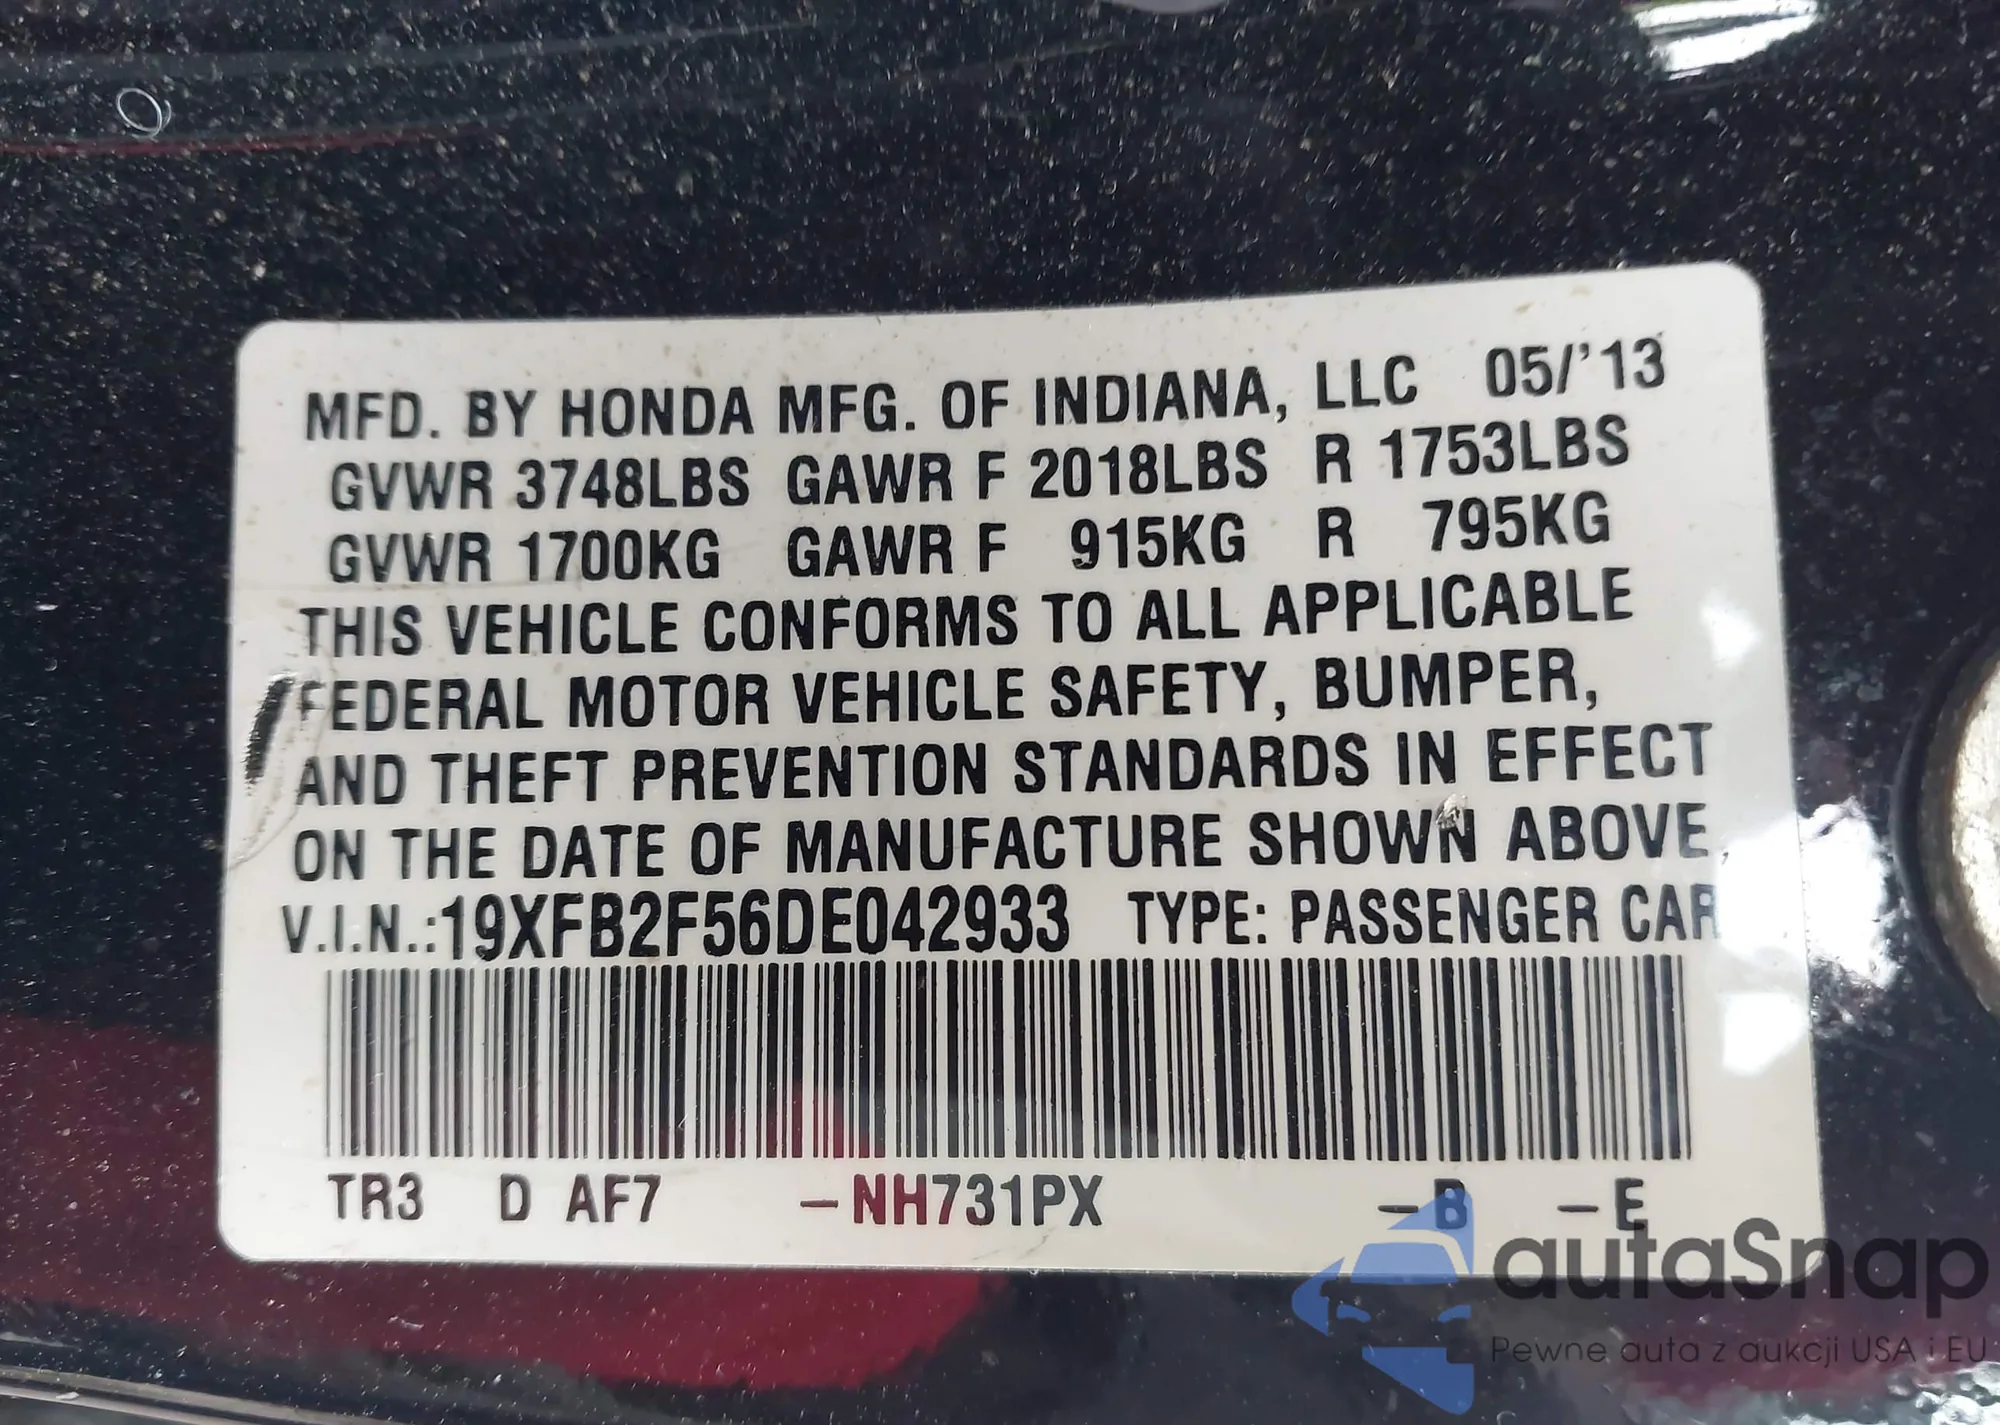 MFD. BY HONDA MFG. OF INDIANA, LLC 05/'13
GVWR 3748LBS GAWR F 2018LBS R 1753LBS
GVWR 1700KG GAWR F 915KG R 795KG
THIS VEHICLE CONFORMS TO ALL APPLICABLE
FEDERAL MOTOR VEHICLE SAFETY, BUMPER,
AND THEFT PREVENTION STANDARDS IN EFFECT
ON THE DATE OF MANUFACTURE SHOWN ABOVE
V.I.N.:19XFB2F56DE042933 TYPE: PASSENGER CAR
TR3 D AF7 –NH731PX –B –E
autaSnap
Pewne auta z aukcji USA i EU